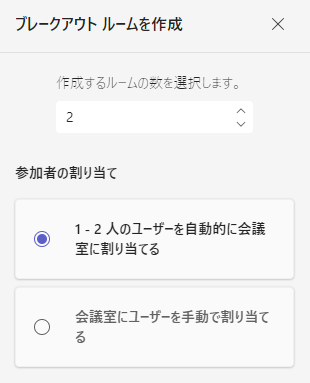 ブレークアウト ルームを作成
作成するルームの数を選択します。
2
参加者の割り当て
1 - 2 人のユーザーを自動的に会議
室に割り当てる
会議室にユーザーを手動で割り当て
る